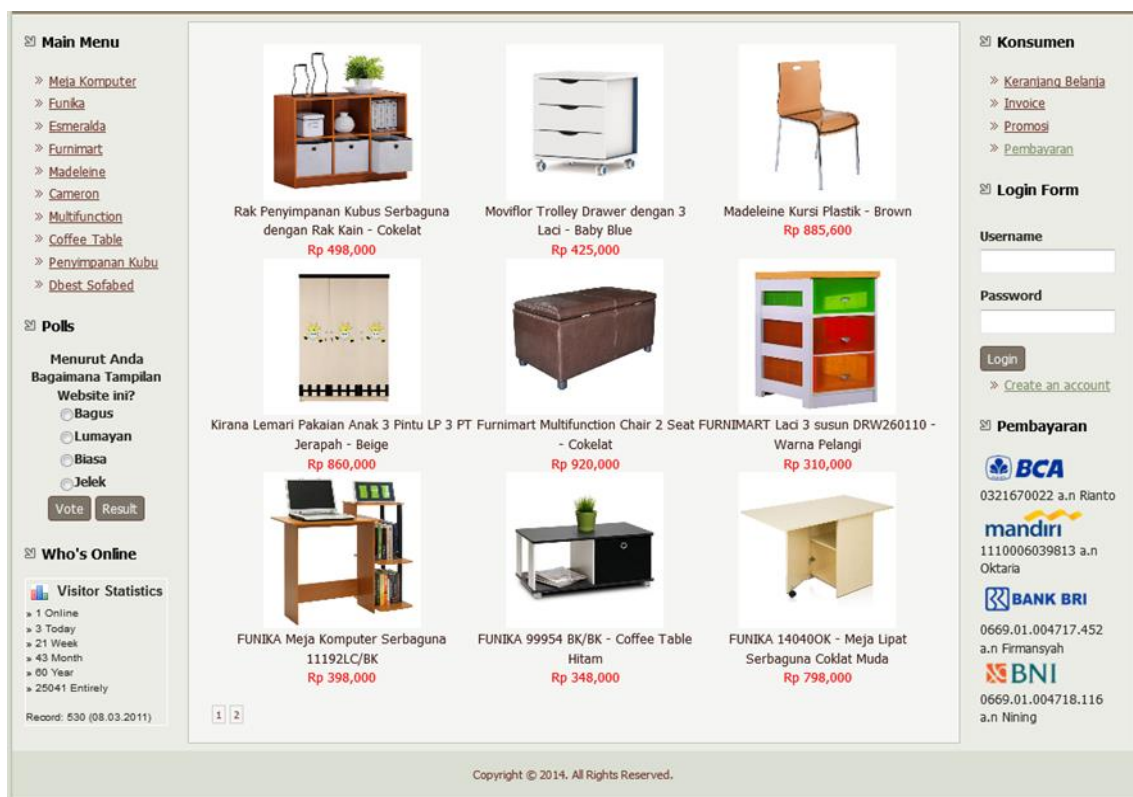 Main Menu
Meja Komputer
Funika
Esmeralda
Furnimart
Madeleine
Cameron
Multifunction
Coffee Table
Penyimpanan Kubu
Dbest Sofabed
Polls
Menurut Anda
Bagaimana Tampilan
Website ini?
Bagus
Lumayan
Biasa
Jelek
Vote Result
Who's Online
Visitor Statistics
» 1 Online
» 3 Today
» 21 Week
» 43 Month
» 60 Year
» 25041 Entirely
Record: 530 (08.03.2011)
Rak Penyimpanan Kubus Serbaguna
dengan Rak Kain - Cokelat
Rp 498,000
Moviflor Trolley Drawer dengan 3
Laci - Baby Blue
Rp 425,000
Madeleine Kursi Plastik - Brown
Rp 885,600
Kirana Lemari Pakaian Anak 3 Pintu LP 3 PT
Jerapah - Beige
Rp 860,000
Furnimart Multifunction Chair 2 Seat
- Cokelat
Rp 920,000
FURNIMART Laci 3 susun DRW260110 -
Warna Pelangi
Rp 310,000
FUNIKA Meja Komputer Serbaguna
11192LC/BK
Rp 398,000
FUNIKA 99954 BK/BK - Coffee Table
Hitam
Rp 348,000
FUNIKA 14040OK - Meja Lipat
Serbaguna Coklat Muda
Rp 798,000
1 2
Konsumen
Keranjang Belanja
Invoice
Promosi
Pembayaran
Login Form
Username
Password
Login
Create an account
Pembayaran
BCA
0321670022 a.n Rianto
mandiri
1110006039813 a.n
Oktaria
BANK BRI
0669.01.004717.452
a.n Firmansyah
BNI
0669.01.004718.116
a.n Nining
Copyright © 2014. All Rights Reserved.